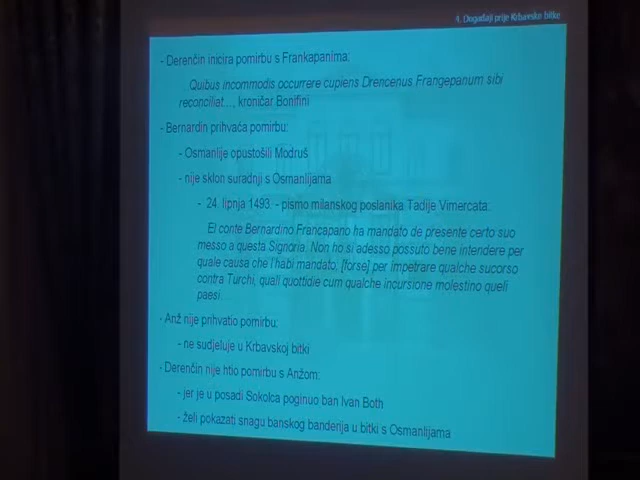 4. Događaji prije Krbavske bitke
- Derenčin inicira pomirbu s Frankapanima:
Quibus incommodis occurrere cupiens Drencenus Frangepanum sibi
reconciliat..., kroničar Bonifini
- Bernardin prihvaća pomirbu:
- Osmanlije opustošili Modruš
- nije sklon suradnji s Osmanlijama
- 24. lipnja 1493. - pismo milanskog poslanika Tadije Vimercata:
El conte Bernardino Francapano ha mandato de presente certo suo
messo a questa Signoria. Non ho si adesso possuto bene intendere per
quale causa che l'habi mandato, [forse] per impetrare qualche sucorso
contra Turchi, quali quottidie cum qualche incursione molestino queli
paesi...
- Anž nije prihvatio pomirbu:
- ne sudjeluje u Krbavskoj bitki
- Derenčin nije htio pomirbu s Anžom:
- jer je u posadi Sokolca poginuo ban Ivan Both
- želi pokazati snagu banskog banderija u bitki s Osmanlijama